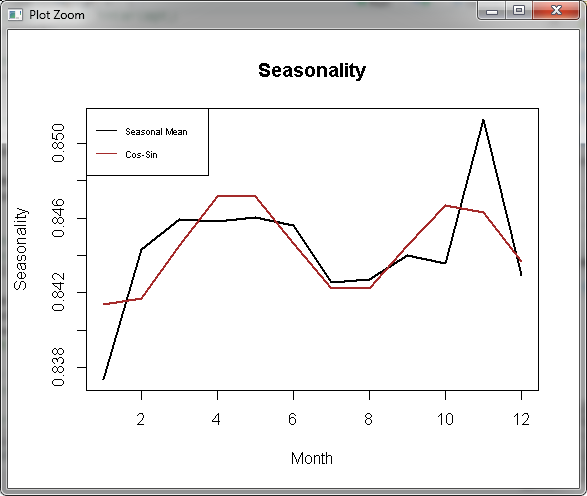 Plot Zoom
Seasonality
Seasonal Mean
Cos-Sin
Seasonality
0.850
0.846
0.842
0.838
2 4 6 8 10 12
Month